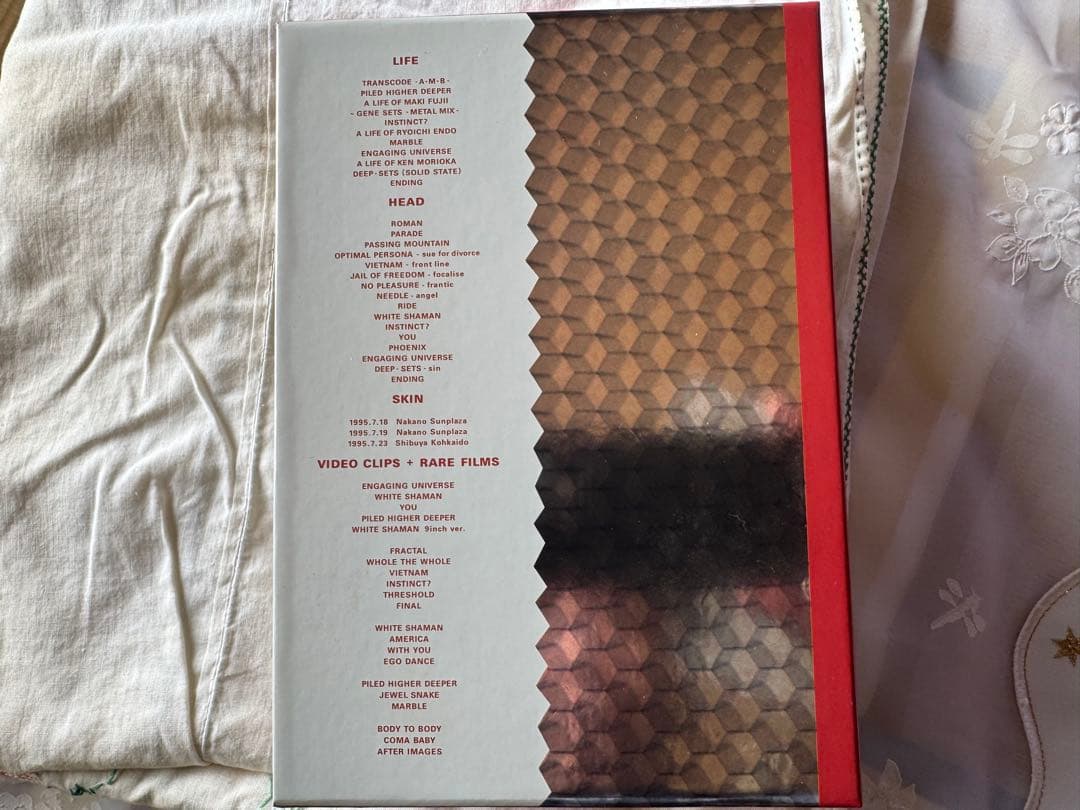 LIFE
TRANSCODE -A-M-B-
PILED HIGHER DEEPER
A LIFE OF MAKI FUJII
~ GENE SETS - METAL MIX -
INSTINCT?
A LIFE OF RYOICHI ENDO
MARBLE
ENGAGING UNIVERSE
A LIFE OF KEN MORIOKA
DEEP-SETS (SOLID STATE)
ENDING
HEAD
ROMAN
PARADE
PASSING MOUNTAIN
OPTIMAL PERSONA - sue for divorce
VIETNAM - front line
JAIL OF FREEDOM - focalise
NO PLEASURE - frantic
NEEDLE - angel
RIDE
WHITE SHAMAN
INSTINCT?
YOU
PHOENIX
ENGAGING UNIVERSE
DEEP-SETS - sin
ENDING
SKIN
1995.7.18 Nakano Sunplaza
1995.7.19 Nakano Sunplaza
1995.7.23 Shibuya Kohkaido
VIDEO CLIPS + RARE FILMS
ENGAGING UNIVERSE
WHITE SHAMAN
YOU
PILED HIGHER DEEPER
WHITE SHAMAN 9inch ver.
FRACTAL
WHOLE THE WHOLE
VIETNAM
INSTINCT?
THRESHOLD
FINAL
WHITE SHAMAN
AMERICA
WITH YOU
EGO DANCE
PILED HIGHER DEEPER
JEWEL SNAKE
MARBLE
BODY TO BODY
COMA BABY
AFTER IMAGES